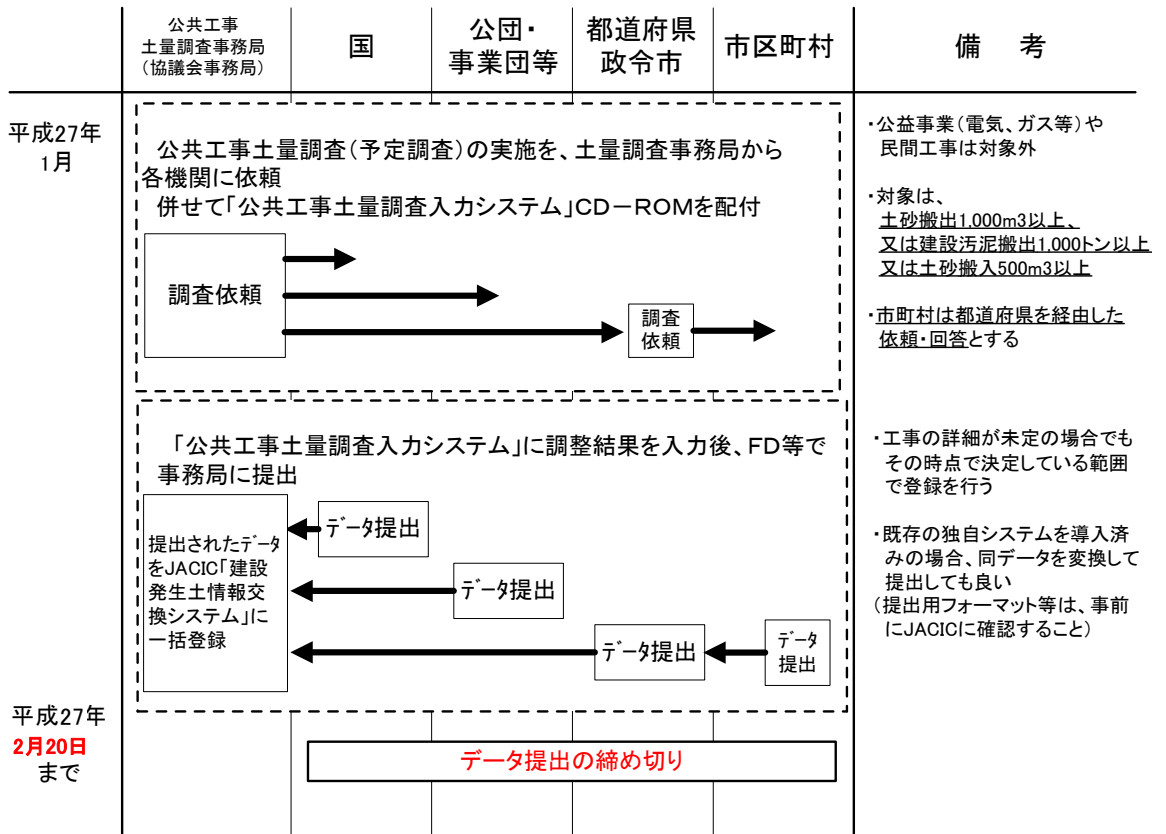 公共工事
土量調査事務局
(協議会事務局)
国
公団・
事業団等
都道府県
政令市
市区町村
備　考
平成27年
1月
公共工事土量調査(予定調査)の実施を、土量調査事務局から
各機関に依頼
併せて「公共工事土量調査入力システム」CD－ROMを配付
調査依頼
調査
依頼
・公益事業(電気、ガス等)や
民間工事は対象外
・対象は、
土砂搬出1,000m3以上、
又は建設汚泥搬出1,000トン以上
又は土砂搬入500m3以上
・市町村は都道府県を経由した
依頼・回答とする
「公共工事土量調査入力システム」に調整結果を入力後、FD等で
事務局に提出
提出されたﾃﾞｰﾀ
をJACIC「建設
発生土情報交
換システム」に
一括登録
ﾃﾞｰﾀ提出
ﾃﾞｰﾀ提出
ﾃﾞｰﾀ提出
ﾃﾞｰﾀ
提出
・工事の詳細が未定の場合でも
その時点で決定している範囲
で登録を行う
・既存の独自システムを導入済
みの場合、同データを変換して
提出しても良い
(提出用フォーマット等は、事前
にJACICに確認すること)
平成27年
2月20日
まで
データ提出の締め切り